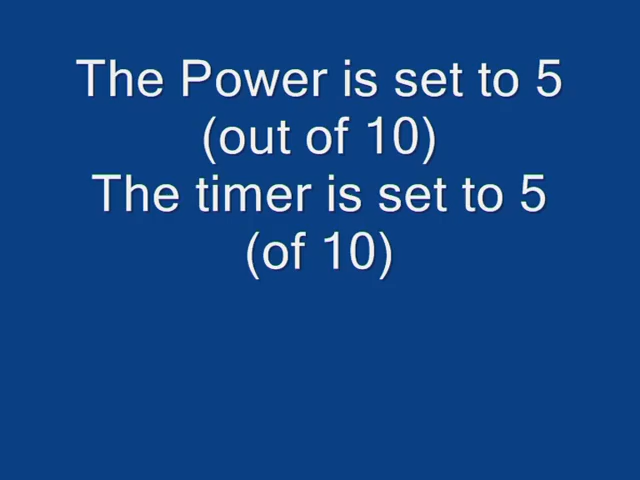 The Power is set to 5
(out of 10)
The timer is set to 5
(of 10)